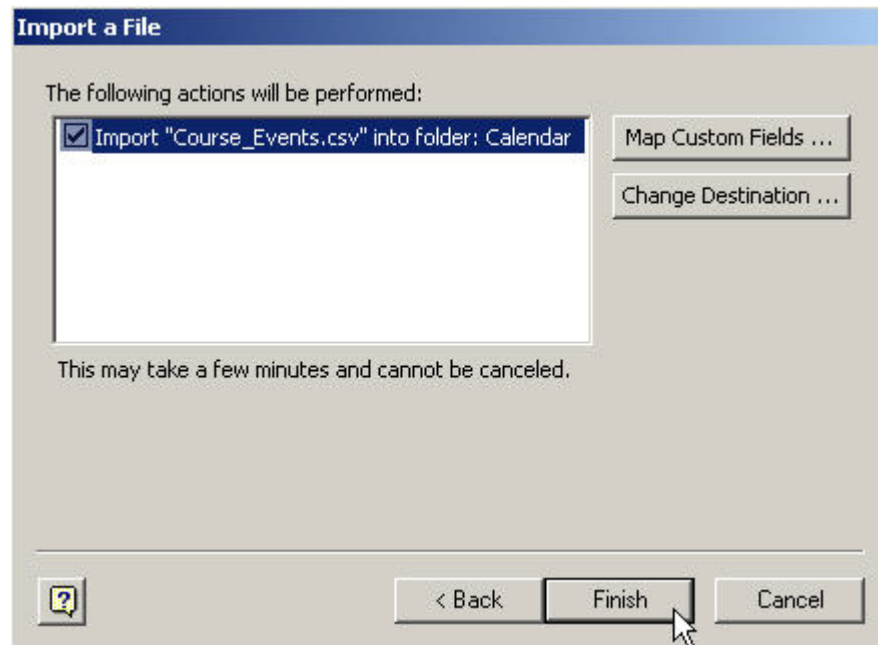 Import a File
The following actions will be performed:
Import "Course_Events.csv" into folder: Calendar
Map Custom Fields ...
Change Destination ...
This may take a few minutes and cannot be canceled.
?
< Back
Finish
Cancel